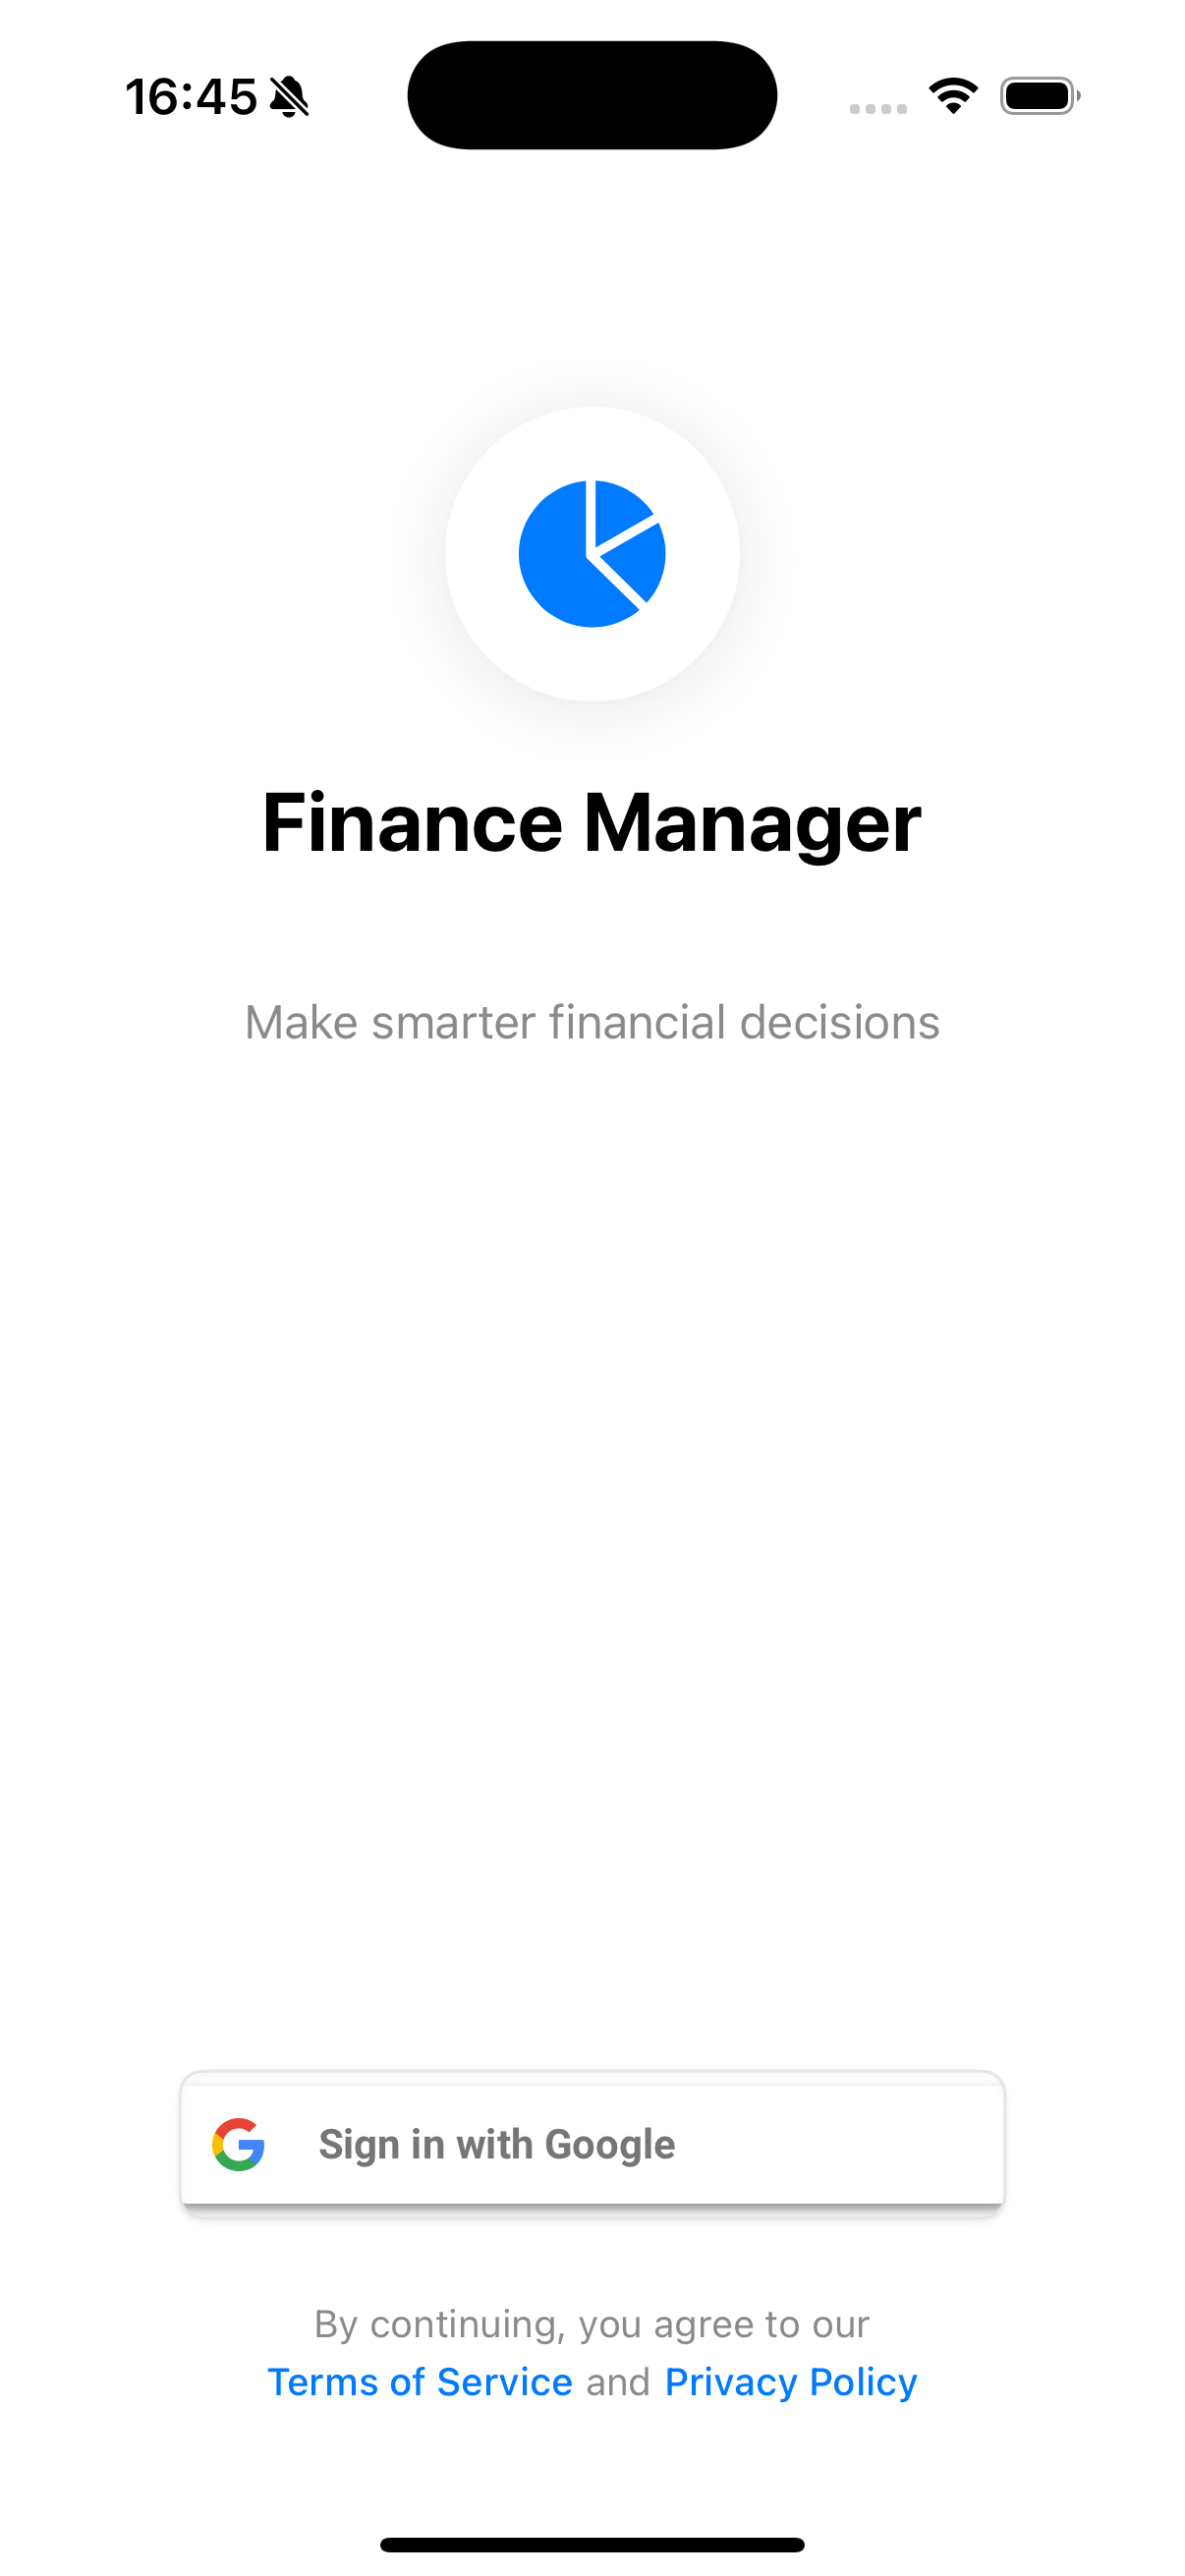 16:45
Finance Manager
Make smarter financial decisions
Sign in with Google
By continuing, you agree to our
Terms of Service and Privacy Policy